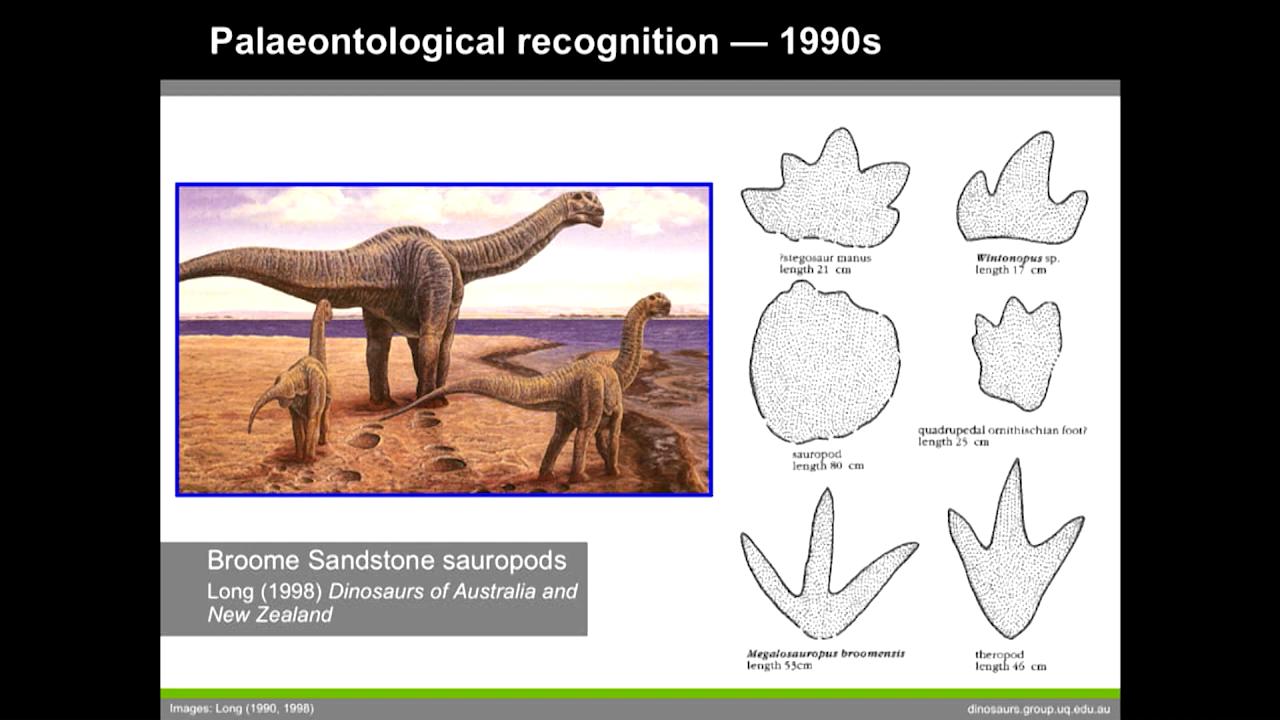 Palaeontological recognition — 1990s
?stegosaur manus
length 21 cm
Wintonopus sp.
length 17 cm
sauropod
length 80 cm
quadrupedal ornithischian foot?
length 25 cm
Megalosauropus broomensis
length 53cm
theropod
length 46 cm
Broome Sandstone sauropods
Long (1998) Dinosaurs of Australia and
New Zealand
Images: Long (1990, 1998)
dinosaurs.group.uq.edu.au